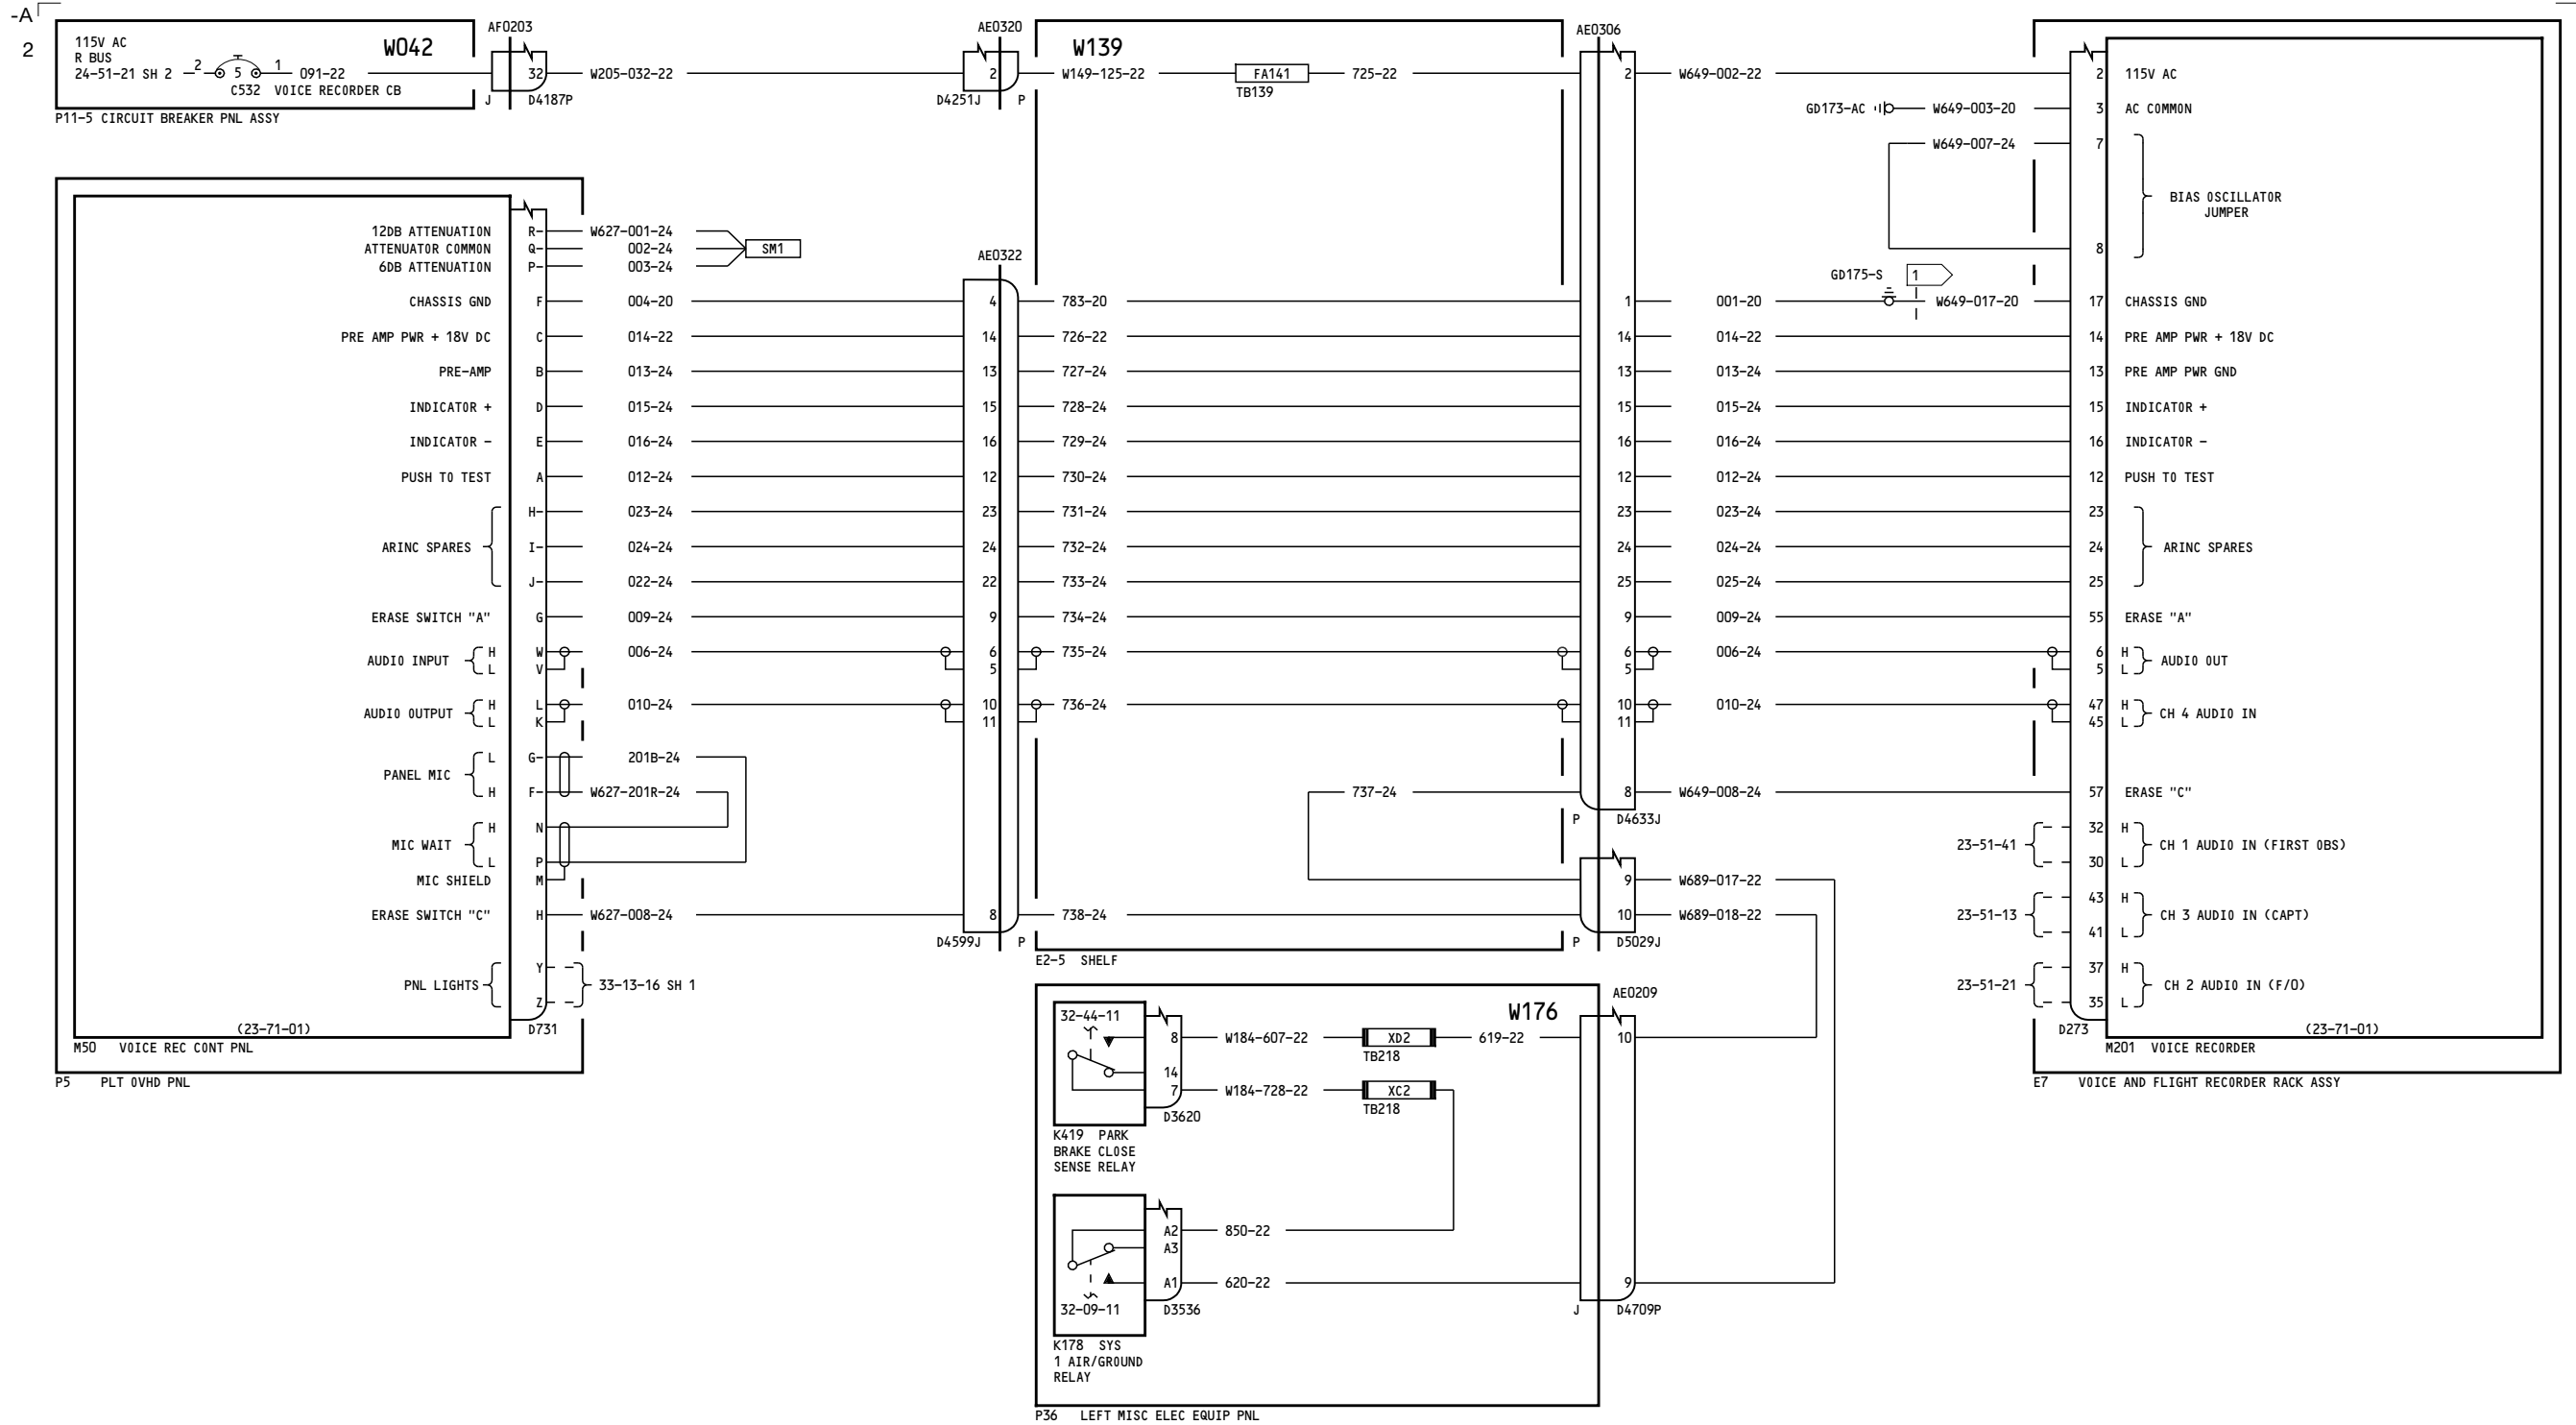 -A
2
115V AC
R BUS
24-51-21 SH 2
2
5
1
091-22
C532 VOICE RECORDER CB
W042
P11-5 CIRCUIT BREAKER PNL ASSY
AF0203
32
J
D4187P
W205-032-22
AE0320
2
D4251J
P
W139
W149-125-22
FA141
TB139
725-22
AE0306
2
W649-002-22
2
115V AC
GD173-AC
W649-003-20
3
AC COMMON
W649-007-24
7
BIAS OSCILLATOR
JUMPER
8
12DB ATTENUATION
R-
W627-001-24
ATTENUATOR COMMON
Q-
002-24
SM1
6DB ATTENUATION
P-
003-24
AE0322
GD175-S
1
CHASSIS GND
F
004-20
4
783-20
1
001-20
W649-017-20
17
CHASSIS GND
PRE AMP PWR + 18V DC
C
014-22
14
726-22
14
014-22
14
PRE AMP PWR + 18V DC
PRE-AMP
B
013-24
13
727-24
13
013-24
13
PRE AMP PWR GND
INDICATOR +
D
015-24
15
728-24
15
015-24
15
INDICATOR +
INDICATOR -
E
016-24
16
729-24
16
016-24
16
INDICATOR -
PUSH TO TEST
A
012-24
12
730-24
12
012-24
12
PUSH TO TEST
H-
023-24
23
731-24
23
023-24
23
ARINC SPARES
I-
024-24
24
732-24
24
024-24
24
ARINC SPARES
J-
022-24
22
733-24
25
025-24
25
ERASE SWITCH "A"
G
009-24
9
734-24
9
009-24
55
ERASE "A"
AUDIO INPUT
H
W
006-24
6
735-24
6
006-24
6
H
AUDIO OUT
L
V
5
5
5
L
AUDIO OUTPUT
H
L
010-24
10
736-24
10
010-24
47
H
CH 4 AUDIO IN
L
K
11
11
45
L
PANEL MIC
L
G-
201B-24
H
F-
W627-201R-24
737-24
8
W649-008-24
57
ERASE "C"
P
D4633J
MIC WAIT
H
N
L
P
MIC SHIELD
M
23-51-41
32
H
CH 1 AUDIO IN (FIRST OBS)
30
L
9
W689-017-22
ERASE SWITCH "C"
H
W627-008-24
8
738-24
10
W689-018-22
23-51-13
43
H
CH 3 AUDIO IN (CAPT)
41
L
D4599J
P
P
D5029J
E2-5 SHELF
PNL LIGHTS
Y
Z
33-13-16 SH 1
23-51-21
37
H
CH 2 AUDIO IN (F/O)
35
L
(23-71-01)
D731
M50 VOICE REC CONT PNL
P5 PLT OVHD PNL
D273
(23-71-01)
M201 VOICE RECORDER
E7 VOICE AND FLIGHT RECORDER RACK ASSY
W176
AE0209
32-44-11
8
W184-607-22
XD2
TB218
619-22
10
14
7
W184-728-22
XC2
TB218
D3620
K419 PARK
BRAKE CLOSE
SENSE RELAY
A2
850-22
A3
A1
620-22
9
32-09-11
D3536
J
D4709P
K178 SYS
1 AIR/GROUND
RELAY
P36 LEFT MISC ELEC EQUIP PNL